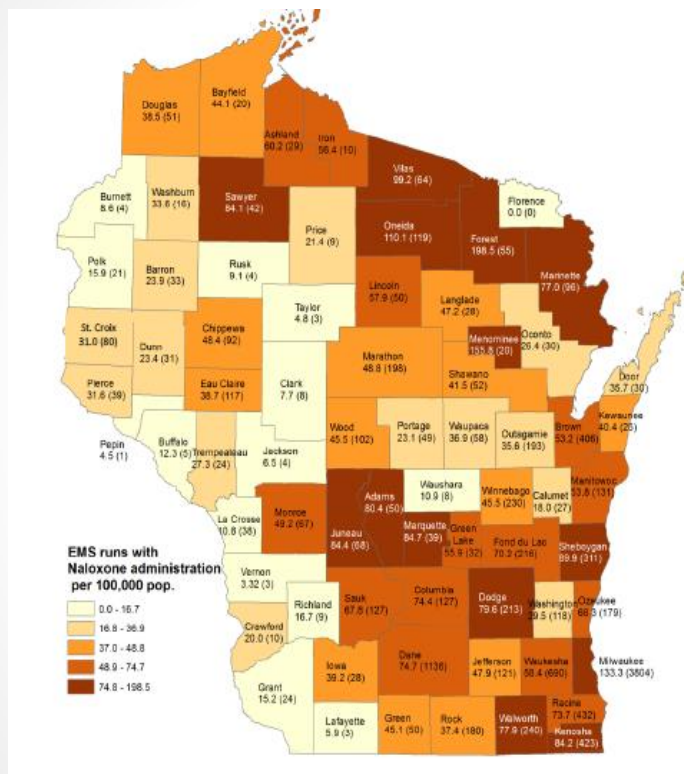 Douglas
38.5 (51)
Bayfield
44.1 (20)
Ashland
60.2 (29)
Iron
56.4 (10)
Vilas
99.2 (64)
Florence
0.0 (0)
Burnett
8.6 (4)
Washburn
33.6 (16)
Sawyer
84.1 (42)
Price
21.4 (9)
Oneida
110.1 (119)
Forest
198.5 (55)
Marinette
77.0 (96)
Polk
15.9 (21)
Barron
23.9 (33)
Rusk
9.1 (4)
Lincoln
57.9 (50)
Langlade
47.2 (28)
Taylor
4.8 (3)
Menominee
155.8 (20)
Oconto
26.4 (30)
St. Croix
31.0 (80)
Dunn
23.4 (31)
Chippewa
48.4 (92)
Marathon
48.8 (198)
Shawano
41.5 (52)
Door
35.7 (30)
Pierce
31.6 (39)
Eau Claire
38.7 (117)
Clark
7.7 (8)
Pepin
4.5 (1)
Buffalo
12.3 (5)
Trempealeau
27.3 (24)
Jackson
6.5 (4)
Wood
45.5 (102)
Portage
23.1 (49)
Waupaca
36.9 (58)
Outagamie
35.6 (193)
Brown
53.2 (406)
Kewaunee
40.4 (25)
La Crosse
10.8 (38)
Monroe
49.2 (67)
Juneau
84.4 (68)
Adams
80.4 (50)
Waushara
10.9 (8)
Marquette
84.7 (39)
Green
Lake
55.9 (32)
Winnebago
45.5 (230)
Calumet
18.0 (27)
Manitowoc
53.8 (131)
Fond du Lac
70.2 (216)
Sheboygan
89.9 (311)
EMS runs with
Naloxone administration
per 100,000 pop.
0.0 - 16.7
16.8 - 36.9
37.0 - 48.8
48.9 - 74.7
74.8 - 198.5
Vernon
3.32 (3)
Richland
16.7 (9)
Sauk
67.8 (127)
Columbia
74.4 (127)
Dodge
79.6 (213)
Washington
29.5 (118)
Ozaukee
68.3 (179)
Crawford
20.0 (10)
Iowa
39.2 (28)
Dane
74.7 (1136)
Jefferson
47.9 (121)
Waukesha
58.4 (690)
Milwaukee
133.3 (3804)
Grant
15.2 (24)
Lafayette
5.9 (3)
Green
45.1 (50)
Rock
37.4 (180)
Walworth
77.9 (240)
Racine
73.7 (432)
Kenosha
84.2 (423)